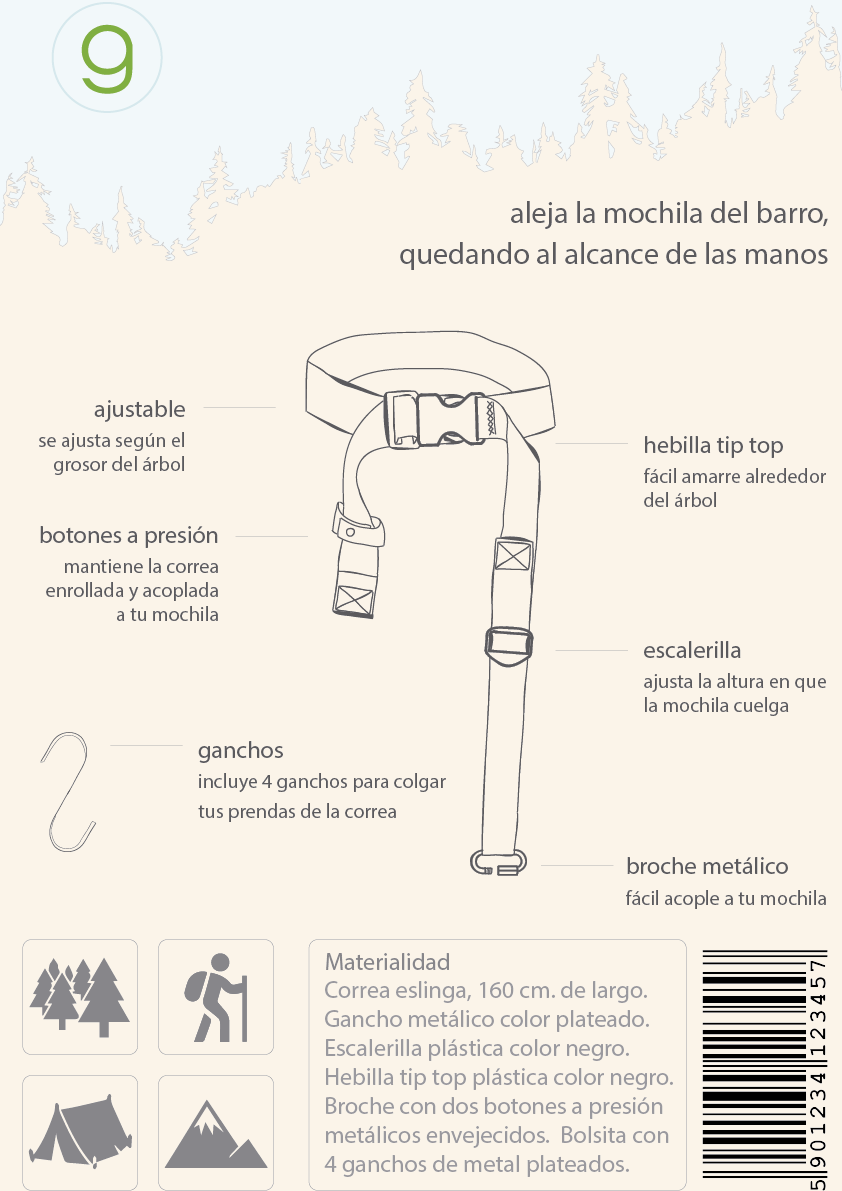 g
aleja la mochila del barro,
quedando al alcance de las manos
ajustable
se ajusta según el
grosor del árbol
hebilla tip top
fácil amarre alrededor
del árbol
botones a presión
mantiene la correa
enrollada y acoplada
a tu mochila
escalerilla
ajusta la altura en que
la mochila cuelga
ganchos
incluye 4 ganchos para colgar
tus prendas de la correa
broche metálico
fácil acople a tu mochila
Materialidad
Correa eslinga, 160 cm. de largo.
Gancho metálico color plateado.
Escalerilla plástica color negro.
Hebilla tip top plástica color negro.
Broche con dos botones a presión
metálicos envejecidos. Bolsita con
4 ganchos de metal plateados.
5 901234 123457